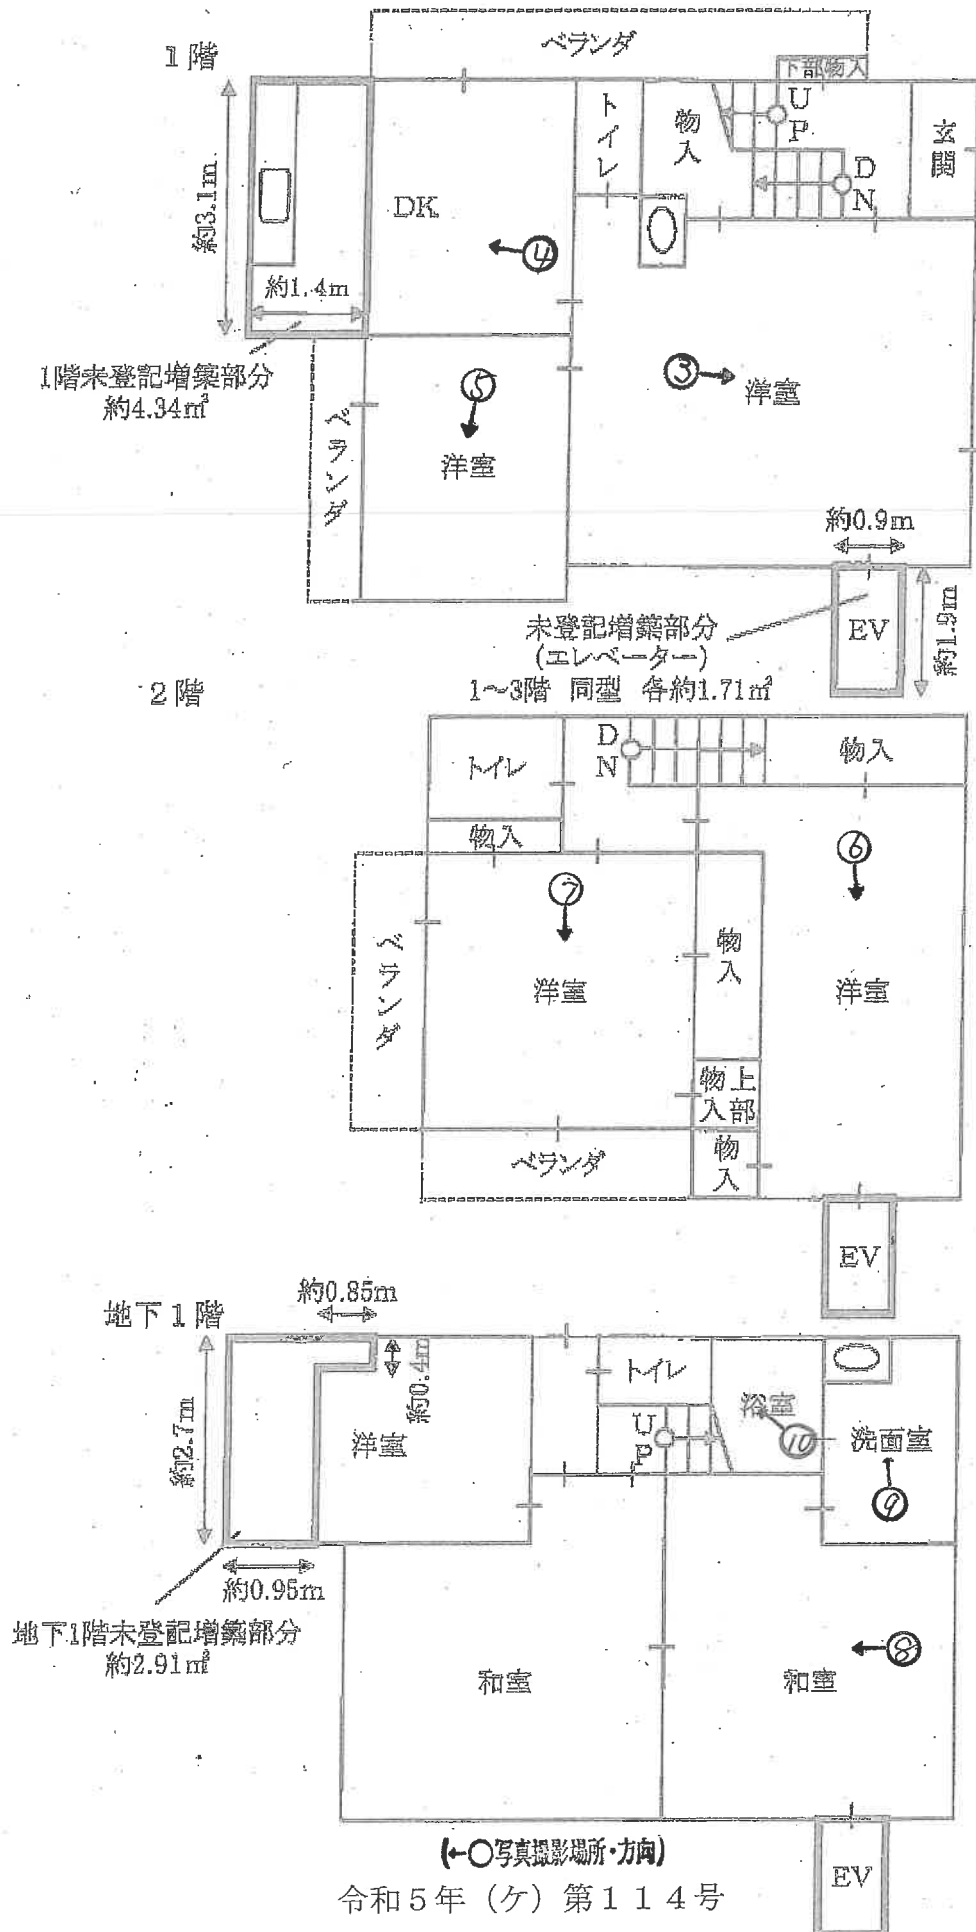 1階
ベランダ
下部物入
トイレ
物入
UP
DN
玄関
約3.1m
DK
④
約1.4m
1階未登記増築部分
約4.34㎡
③
洋室
⑤
洋室
ベランダ
約0.9m
EV
約1.9m
未登記増築部分
(エレベーター)
1～3階 同型 各約1.71㎡
2階
トイレ
DN
物入
物入
⑥
⑦
ベランダ
洋室
物入
洋室
物入上部
ベランダ
物入
EV
地下1階
約0.85m
約0.4m
トイレ
浴室
UP
⑩
洗面室
約2.7m
洋室
⑨
約0.95m
地下1階未登記増築部分
約2.91㎡
⑧
和室
和室
(←○写真撮影場所・方向)
EV
令和5年（ケ）第114号